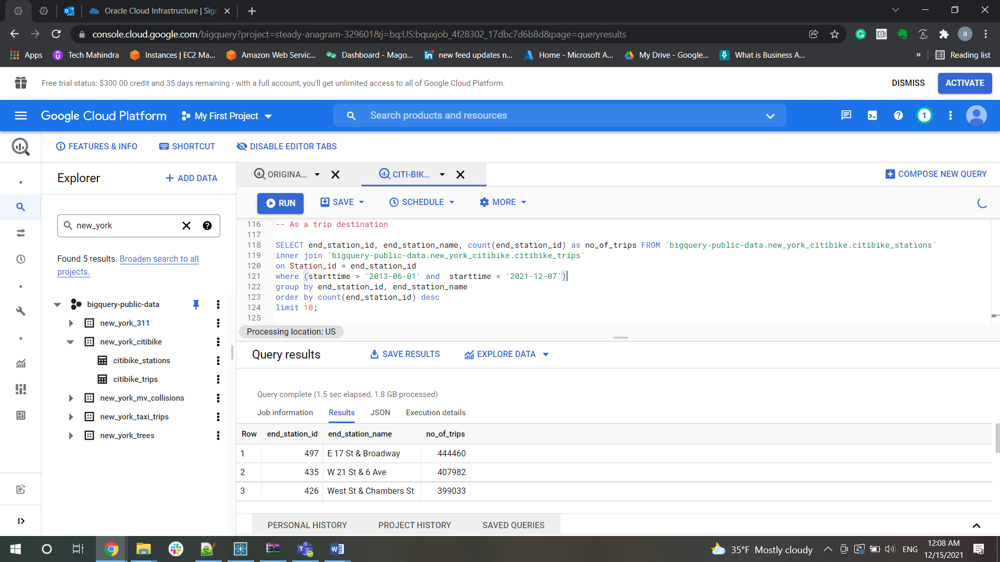 Oracle Cloud Infrastructure | Sign
console.cloud.google.com/bigquery?project=steady-anagram-329601&j=bq:US:bquxjob_4f28302_17dbc7d6b8d&page=queryresults
Apps
Tech Mahindra
Instances | EC2 Ma...
Amazon Web Servic...
Dashboard - Mago...
new feed updates n...
Home - Microsoft A...
My Drive - Google...
What is Business A...
»
Reading list
Free trial status: $300.00 credit and 35 days remaining - with a full account, you'll get unlimited access to all of Google Cloud Platform.
DISMISS
ACTIVATE
Google Cloud Platform
My First Project
Search products and resources
1
FEATURES & INFO
SHORTCUT
DISABLE EDITOR TABS
Explorer
+ ADD DATA
ORIGINA...
CITI-BIK...
COMPOSE NEW QUERY
RUN
SAVE
SCHEDULE
MORE
new_york
Found 5 results. Broaden search to all
projects.
bigquery-public-data
new_york_311
new_york_citibike
citibike_stations
citibike_trips
new_york_mv_collisions
new_york_taxi_trips
new_york_trees
116 -- As a trip destination
117
118 SELECT end_station_id, end_station_name, count(end_station_id) as no_of_trips FROM `bigquery-public-data.new_york_citibike.citibike_stations`
119 inner join `bigquery-public-data.new_york_citibike.citibike_trips`
120 on Station_id = end_station_id
121 where (starttime > '2013-06-01' and  starttime < '2021-12-07')
122 group by end_station_id, end_station_name
123 order by count(end_station_id) desc
124 limit 10;
125
Processing location: US
Query results
SAVE RESULTS
EXPLORE DATA
Query complete (1.5 sec elapsed, 1.8 GB processed)
Job information Results JSON Execution details
Row end_station_id end_station_name no_of_trips
1 497 E 17 St & Broadway 444460
2 435 W 21 St & 6 Ave 407982
3 426 West St & Chambers St 399033
PERSONAL HISTORY PROJECT HISTORY SAVED QUERIES
35°F Mostly cloudy
ENG
12:08 AM
12/15/2021